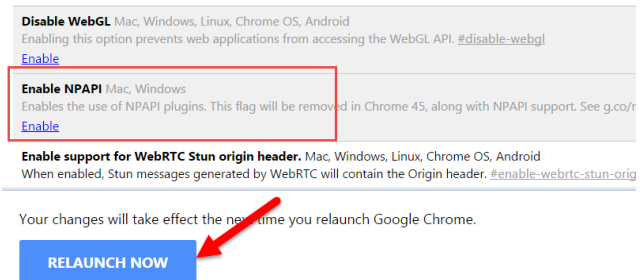 Disable WebGL Mac, Windows, Linux, Chrome OS, Android
Enabling this option prevents web applications from accessing the WebGL API. #disable-webgl
Enable
Enable NPAPI Mac, Windows
Enables the use of NPAPI plugins. This flag will be removed in Chrome 45, along with NPAPI support. See g.co/
Enable
Enable support for WebRTC Stun origin header. Mac, Windows, Linux, Chrome OS, Android
When enabled, Stun messages generated by WebRTC will contain the Origin header. #enable-webrtc-stun-orig
Your changes will take effect the next time you relaunch Google Chrome.
RELAUNCH NOW